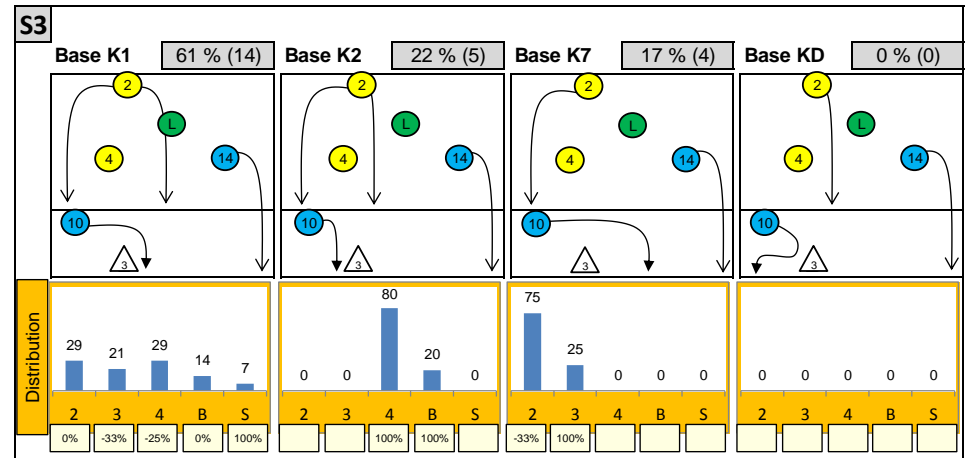 S3
Base K1 61 % (14) Base K2 22 % (5) Base K7 17 % (4) Base KD 0 % (0)
2 2 2 2
L L L L
4 14 4 14 4 14 4 14
10 10 10 10
3 3 3 3
Distribution
29 21 29 14 7 0 0 80 20 0 75 25 0 0 0 0 0 0 0 0
2 3 4 B S 2 3 4 B S 2 3 4 B S 2 3 4 B S
0% -33% -25% 0% 100% 100% 100% -33% 100%